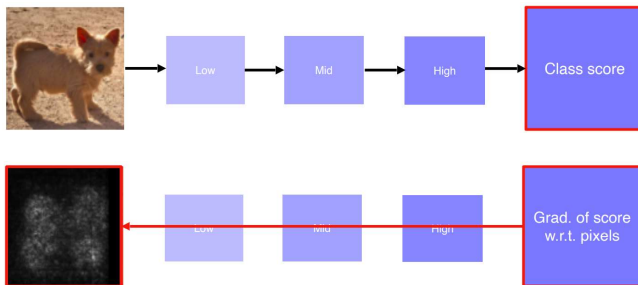 Low
Mid
High
Class score
Low
Mid
High
Grad. of score
w.r.t. pixels